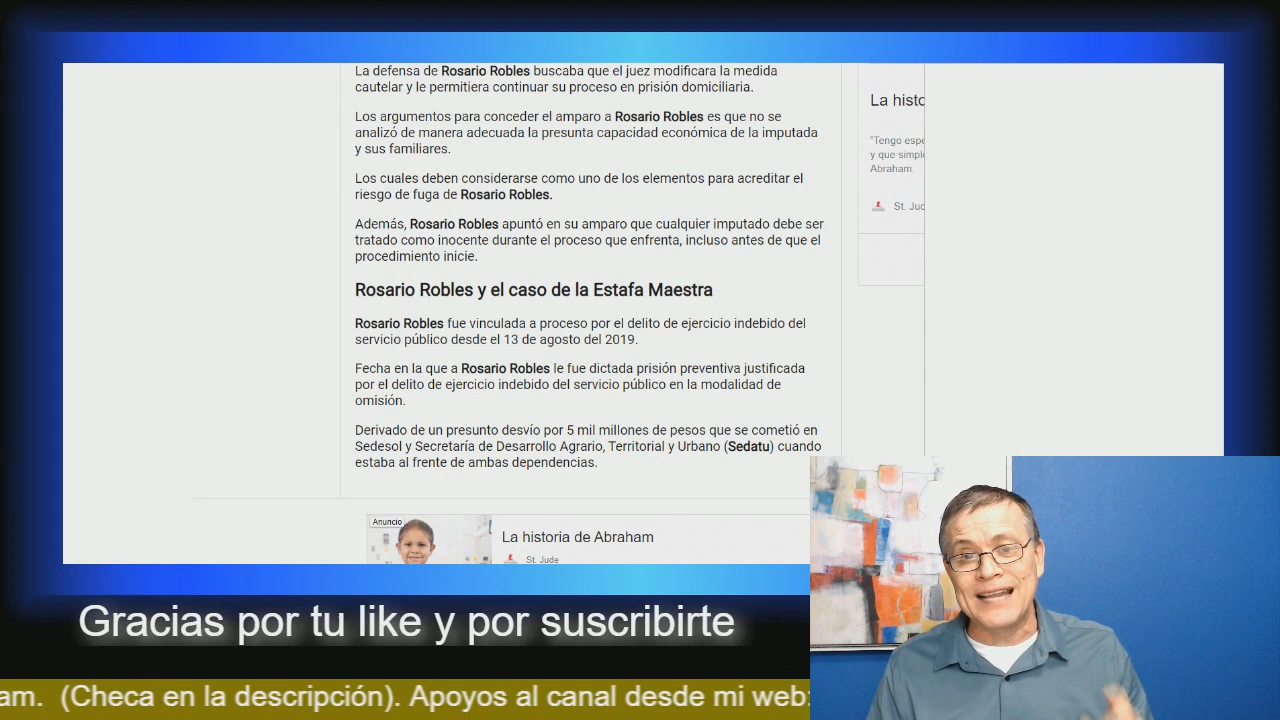 La defensa de Rosario Robles buscaba que el juez modificara la medida
cautelar y le permitiera continuar su proceso en prisión domiciliaria.
Los argumentos para conceder el amparo a Rosario Robles es que no se
analizó de manera adecuada la presunta capacidad económica de la imputada
y sus familiares.
Los cuales deben considerarse como uno de los elementos para acreditar el
riesgo de fuga de Rosario Robles.
Además, Rosario Robles apuntó en su amparo que cualquier imputado debe ser
tratado como inocente durante el proceso que enfrenta, incluso antes de que el
procedimiento inicie.
Rosario Robles y el caso de la Estafa Maestra
Rosario Robles fue vinculada a proceso por el delito de ejercicio indebido del
servicio público desde el 13 de agosto del 2019.
Fecha en la que a Rosario Robles le fue dictada prisión preventiva justificada
por el delito de ejercicio indebido del servicio público en la modalidad de
omisión.
Derivado de un presunto desvío por 5 mil millones de pesos que se cometió en
Sedesol y Secretaría de Desarrollo Agrario, Territorial y Urbano (Sedatu) cuando
estaba al frente de ambas dependencias.
La histo
"Tengo espe
y que simple
Abraham.
St. Jud
Anuncio
La historia de Abraham
St. Jude
Gracias por tu like y por suscribirte
am. (Checa en la descripción). Apoyos al canal desde mi web: